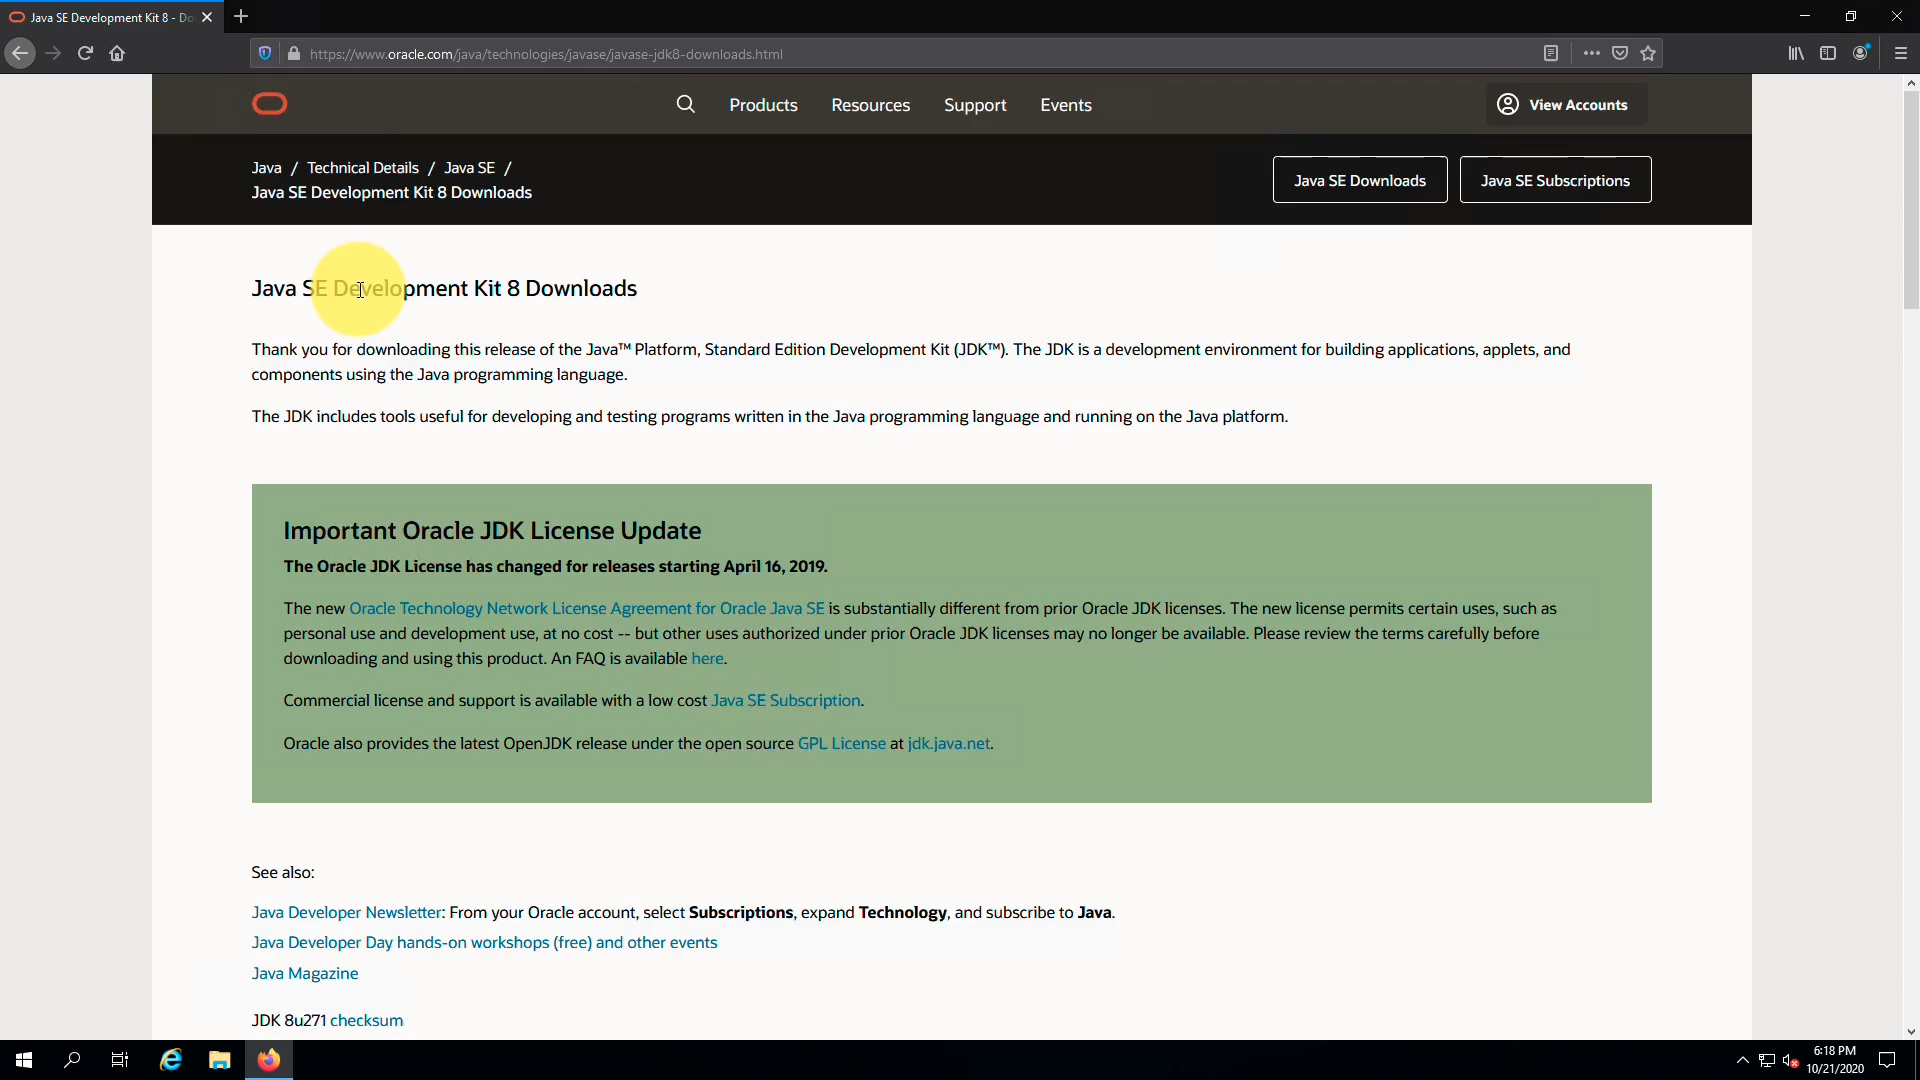 Java SE Development Kit 8 - Do
https://www.oracle.com/java/technologies/javase/javase-jdk8-downloads.html
Products Resources Support Events
View Accounts
Java / Technical Details / Java SE /
Java SE Development Kit 8 Downloads
Java SE Downloads
Java SE Subscriptions
Java SE Development Kit 8 Downloads
Thank you for downloading this release of the Java™ Platform, Standard Edition Development Kit (JDK™). The JDK is a development environment for building applications, applets, and
components using the Java programming language.
The JDK includes tools useful for developing and testing programs written in the Java programming language and running on the Java platform.
Important Oracle JDK License Update
The Oracle JDK License has changed for releases starting April 16, 2019.
The new Oracle Technology Network License Agreement for Oracle Java SE is substantially different from prior Oracle JDK licenses. The new license permits certain uses, such as
personal use and development use, at no cost -- but other uses authorized under prior Oracle JDK licenses may no longer be available. Please review the terms carefully before
downloading and using this product. An FAQ is available here.
Commercial license and support is available with a low cost Java SE Subscription.
Oracle also provides the latest OpenJDK release under the open source GPL License at jdk.java.net.
See also:
Java Developer Newsletter: From your Oracle account, select Subscriptions, expand Technology, and subscribe to Java.
Java Developer Day hands-on workshops (free) and other events
Java Magazine
JDK 8u271 checksum
6:18 PM
10/21/2020